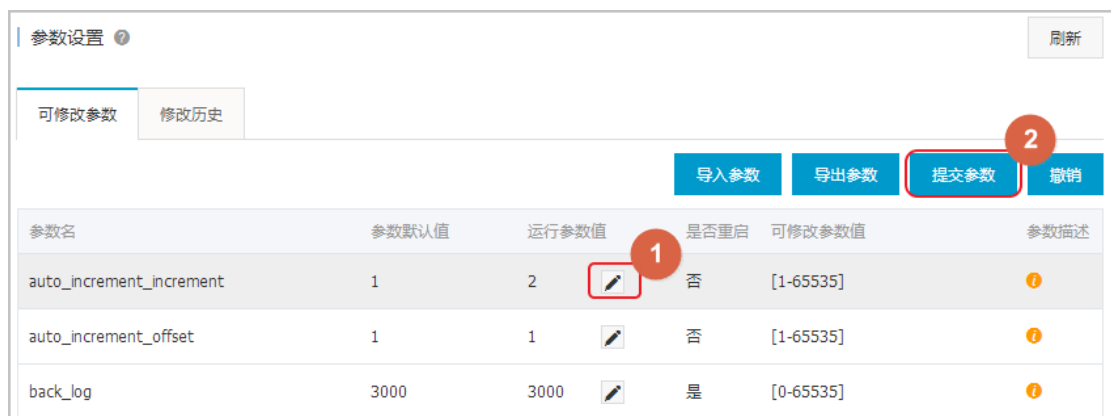 参数设置
刷新
可修改参数 修改历史
2
导入参数 导出参数 提交参数 撤销
参数名 参数默认值 运行参数值 是否重启 可修改参数值 参数描述
1
auto_increment_increment 1 2 否 [1-65535]
auto_increment_offset 1 1 否 [1-65535]
back_log 3000 3000 是 [0-65535]